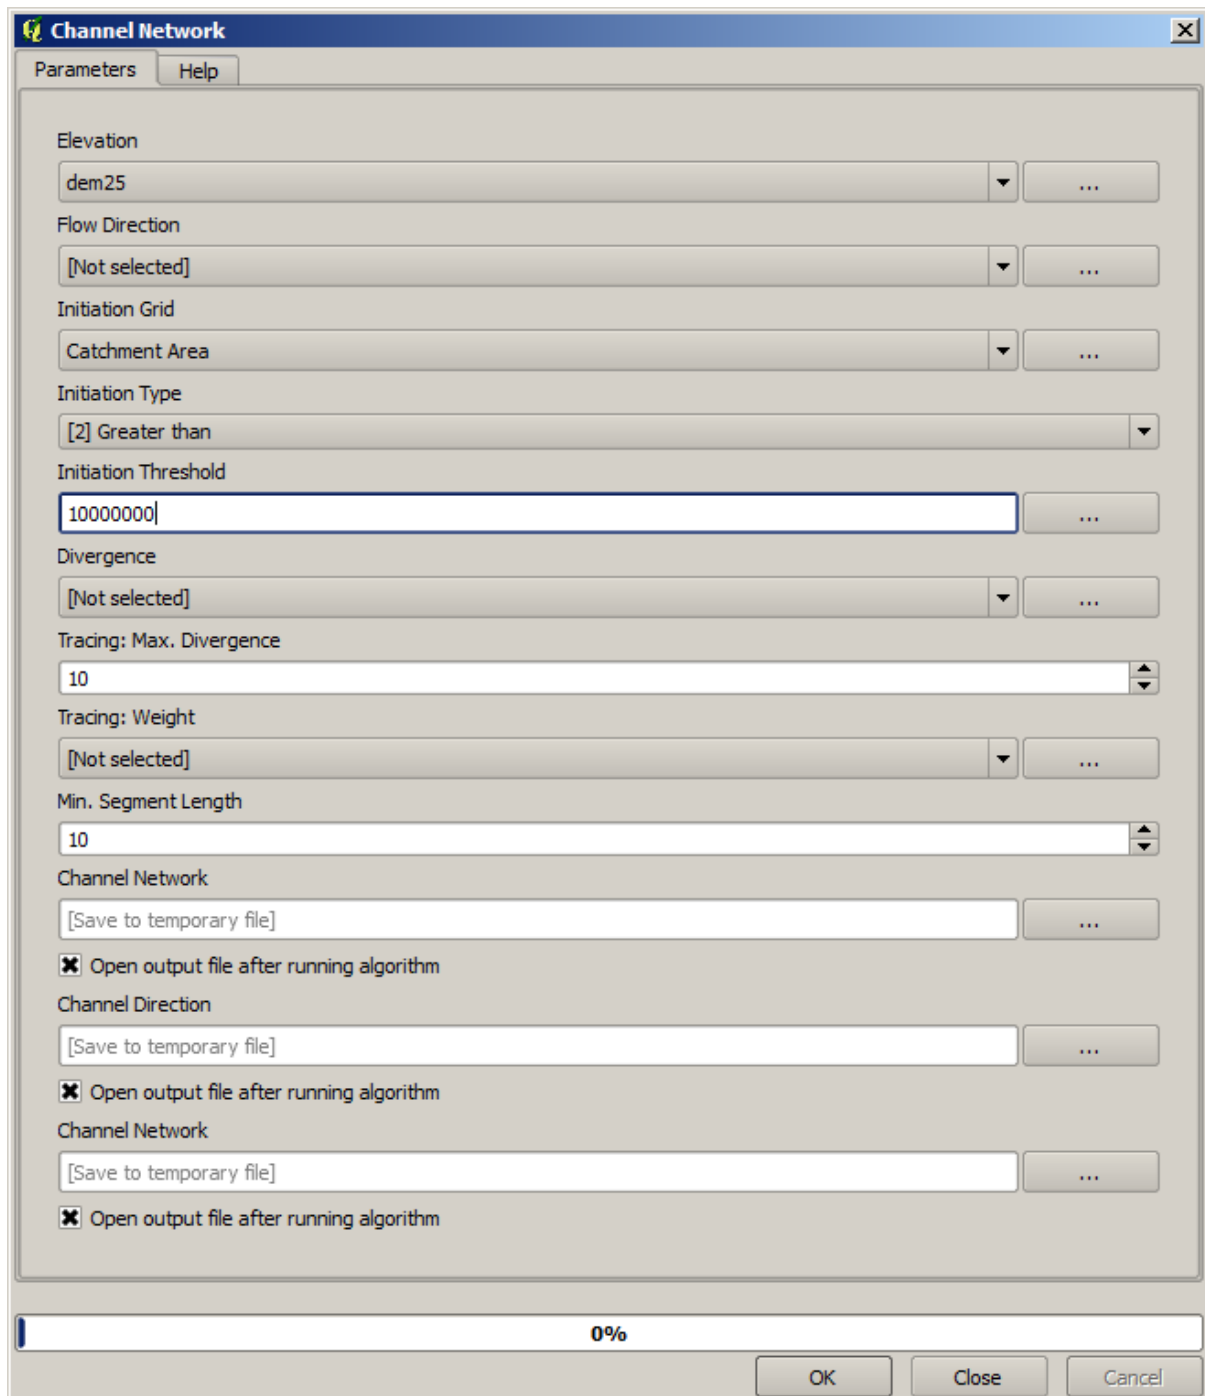 Channel Network
Parameters Help
Elevation
dem25 ...
Flow Direction
[Not selected] ...
Initiation Grid
Catchment Area ...
Initiation Type
[2] Greater than
Initiation Threshold
10000000 ...
Divergence
[Not selected] ...
Tracing: Max. Divergence
10
Tracing: Weight
[Not selected] ...
Min. Segment Length
10
Channel Network
[Save to temporary file] ...
Open output file after running algorithm
Channel Direction
[Save to temporary file] ...
Open output file after running algorithm
Channel Network
[Save to temporary file] ...
Open output file after running algorithm
0%
OK Close Cancel